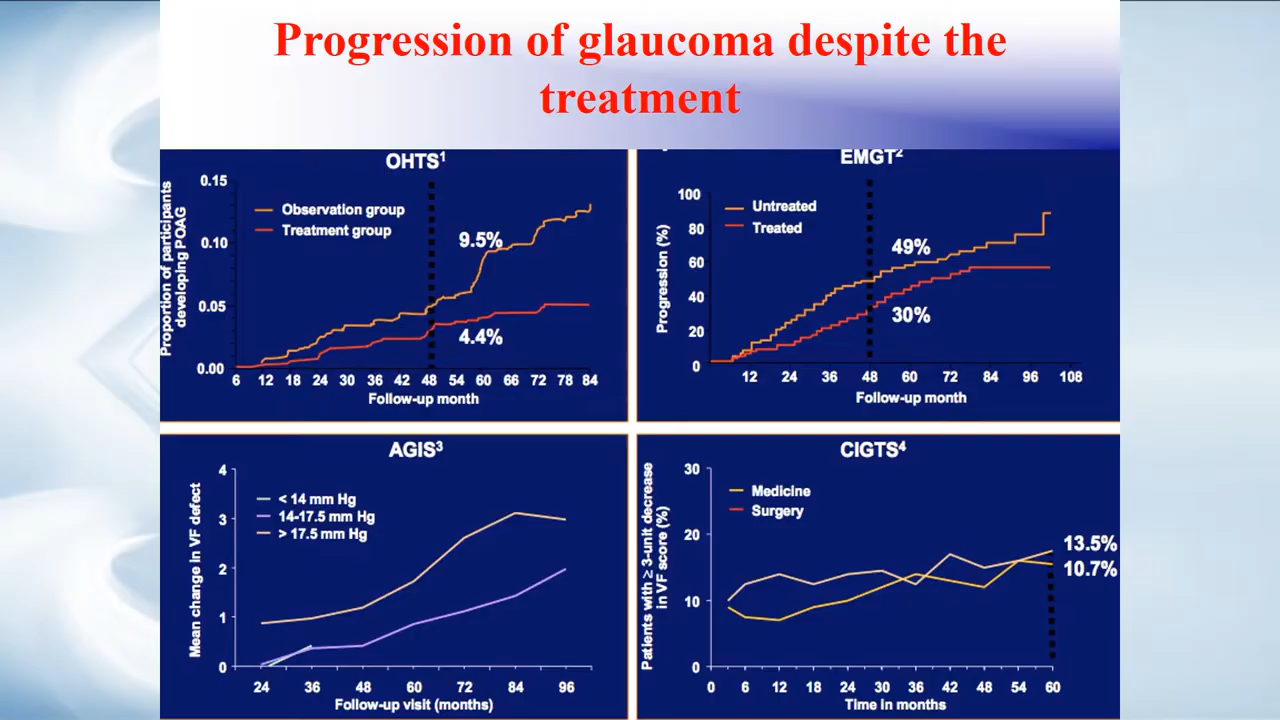 Progression of glaucoma despite the
treatment
OHTS1
Proportion of participants
developing POAG
0.15
0.10
0.05
0.00
Observation group
Treatment group
9.5%
4.4%
6 12 18 24 30 36 42 48 54 60 66 72 78 84
Follow-up month
EMGT2
Progression (%)
100
80
60
40
20
0
Untreated
Treated
49%
30%
12 24 36 48 60 72 84 96 108
Follow-up month
AGIS3
Mean change in VF defect
4
3
2
1
0
< 14 mm Hg
14-17.5 mm Hg
> 17.5 mm Hg
24 36 48 60 72 84 96
Follow-up visit (months)
CIGTS4
Patients with ≥ 3-unit decrease
in VF score (%)
30
20
10
0
Medicine
Surgery
13.5%
10.7%
0 6 12 18 24 30 36 42 48 54 60
Time in months